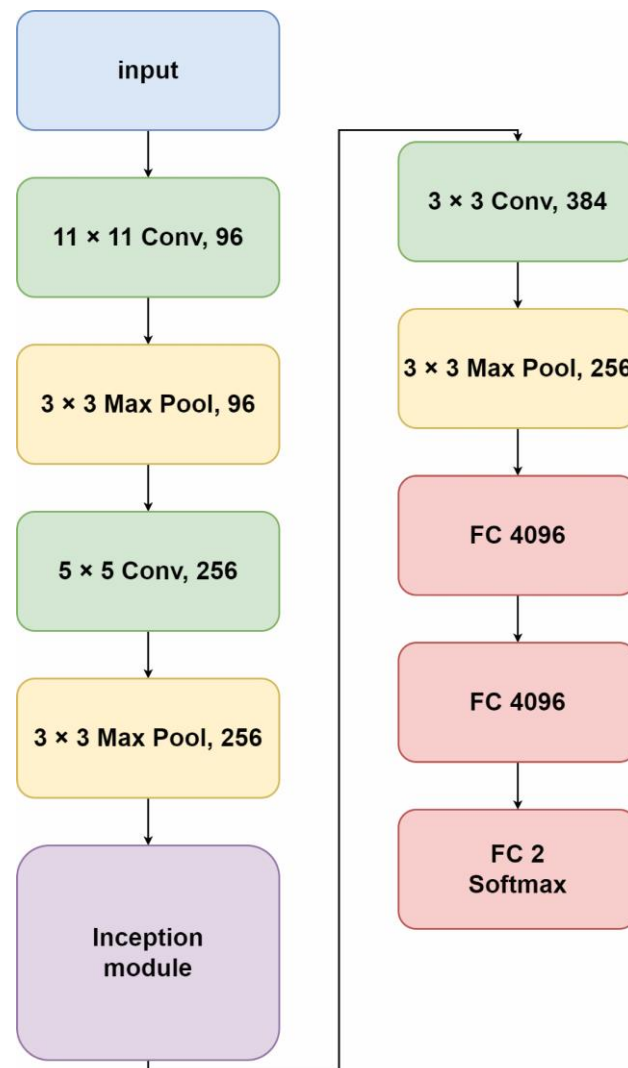 input
11 × 11 Conv, 96
3 × 3 Max Pool, 96
5 × 5 Conv, 256
3 × 3 Max Pool, 256
Inception
module
3 × 3 Conv, 384
3 × 3 Max Pool, 256
FC 4096
FC 4096
FC 2
Softmax